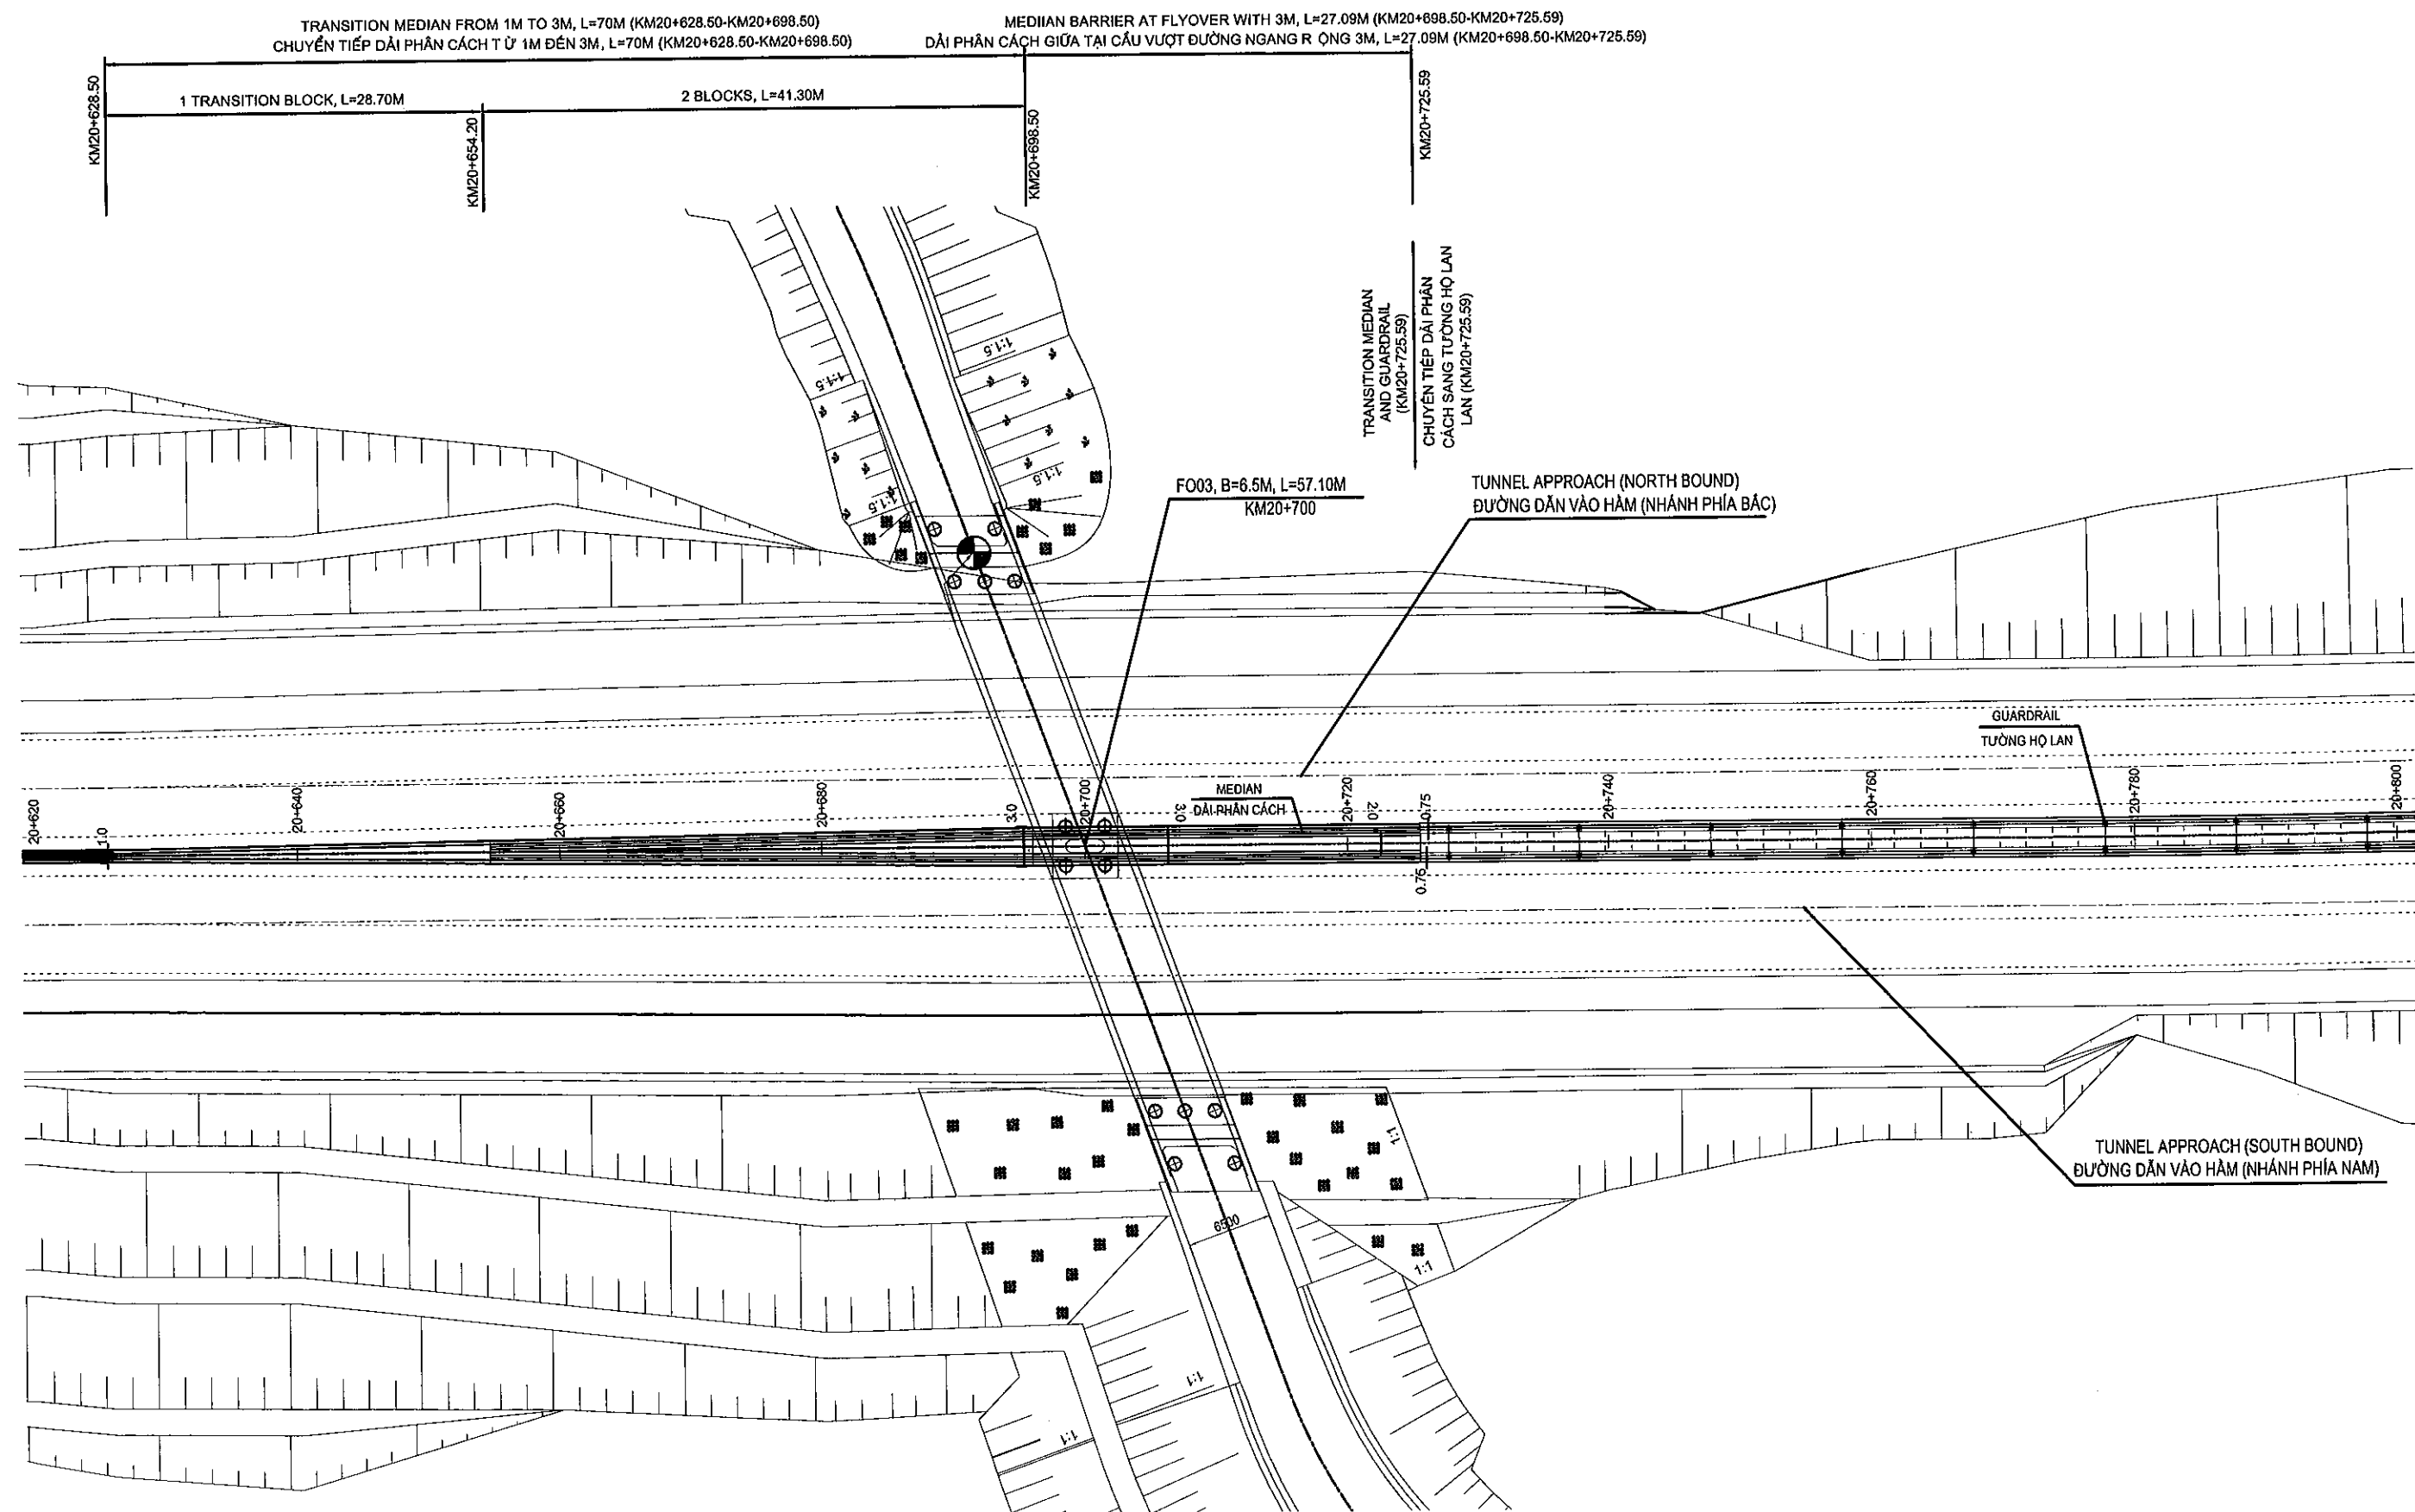 TRANSITION MEDIAN FROM 1M TO 3M, L=70M (KM20+628.50-KM20+698.50)
CHUYỂN TIẾP DẢI PHÂN CÁCH T Ừ 1M ĐẾN 3M, L=70M (KM20+628.50-KM20+698.50)
MEDIIAN BARRIER AT FLYOVER WITH 3M, L=27.09M (KM20+698.50-KM20+725.59)
DẢI PHÂN CÁCH GIỮA TẠI CẦU VƯỢT ĐƯỜNG NGANG R ỘNG 3M, L=27.09M (KM20+698.50-KM20+725.59)
1 TRANSITION BLOCK, L=28.70M
2 BLOCKS, L=41.30M
KM20+628.50
KM20+654.20
KM20+698.50
KM20+725.59
TRANSITION MEDIAN
AND GUARDRAIL
(KM20+725.59)
CHUYỂN TIẾP DẢI PHÂN
CÁCH SANG TƯỜNG HỘ LAN
LAN (KM20+725.59)
1:1.5
1:1.5
1:1.5
1:1.5
FO03, B=6.5M, L=57.10M
KM20+700
TUNNEL APPROACH (NORTH BOUND)
ĐƯỜNG DẪN VÀO HẦM (NHÁNH PHÍA BẮC)
GUARDRAIL
TƯỜNG HỘ LAN
MEDIAN
DẢI PHÂN CÁCH
20+620
1.0
20+640
20+660
20+680
3.0
20+700
3.0
20+720
2.0
0.75
0.75
20+740
20+760
20+780
20+800
1:1
TUNNEL APPROACH (SOUTH BOUND)
ĐƯỜNG DẪN VÀO HẦM (NHÁNH PHÍA NAM)
6500
1:1
1:1
1:1